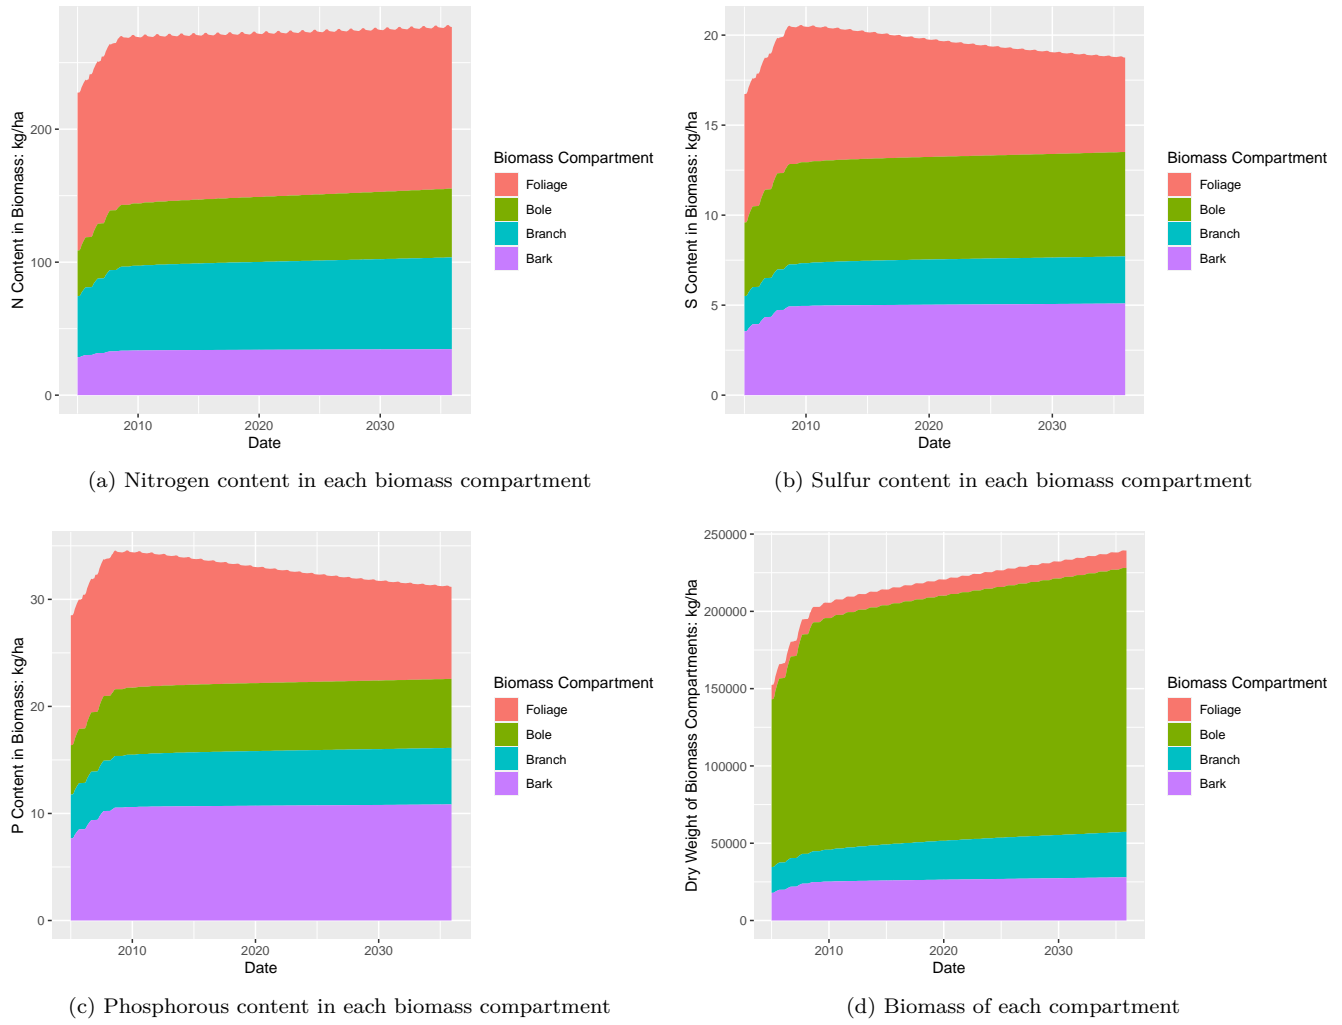 N Content in Biomass: kg/ha
200
100
0
2010 2020 2030
Date
Biomass Compartment
Foliage
Bole
Branch
Bark
(a) Nitrogen content in each biomass compartment
S Content in Biomass: kg/ha
20
15
10
5
0
2010 2020 2030
Date
Biomass Compartment
Foliage
Bole
Branch
Bark
(b) Sulfur content in each biomass compartment
P Content in Biomass: kg/ha
30
20
10
0
2010 2020 2030
Date
Biomass Compartment
Foliage
Bole
Branch
Bark
(c) Phosphorous content in each biomass compartment
Dry Weight of Biomass Compartments: kg/ha
250000
200000
150000
100000
50000
0
2010 2020 2030
Date
Biomass Compartment
Foliage
Bole
Branch
Bark
(d) Biomass of each compartment